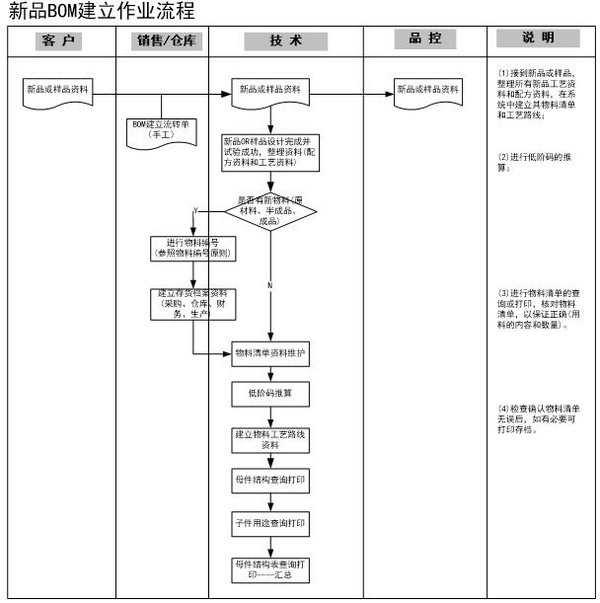 新品BOM建立作业流程
客 户
销售/仓库
技 术
品 控
说 明
新品或样品资料
新品或样品资料
新品或样品资料
BOM建立流转单
（手工）
新品OR样品设计完成并
试验成功，整理资料(配
方资料和工艺资料)
是否有新物料(原
材料、半成品、
成品)
Y
N
进行物料编号
(参照物料编号原则)
建立存货档案资料
(采购、仓库、财
务、生产)
物料清单资料维护
低阶码推算
建立物料工艺路线
资料
母件结构查询打印
子件用途查询打印
母件结构表查询打
印----汇总
(1)接到新品或样品，
整理所有新品工艺资
料和配方资料，在系
统中建立其物料清单
和工艺路线；
(2)进行低阶码的推
算；
(3)进行物料清单的查
询或打印，核对物料
清单，以保证正确(用
料的内容和数量)。
(4)检查确认物料清单
无误后，如有必要可
打印存档。